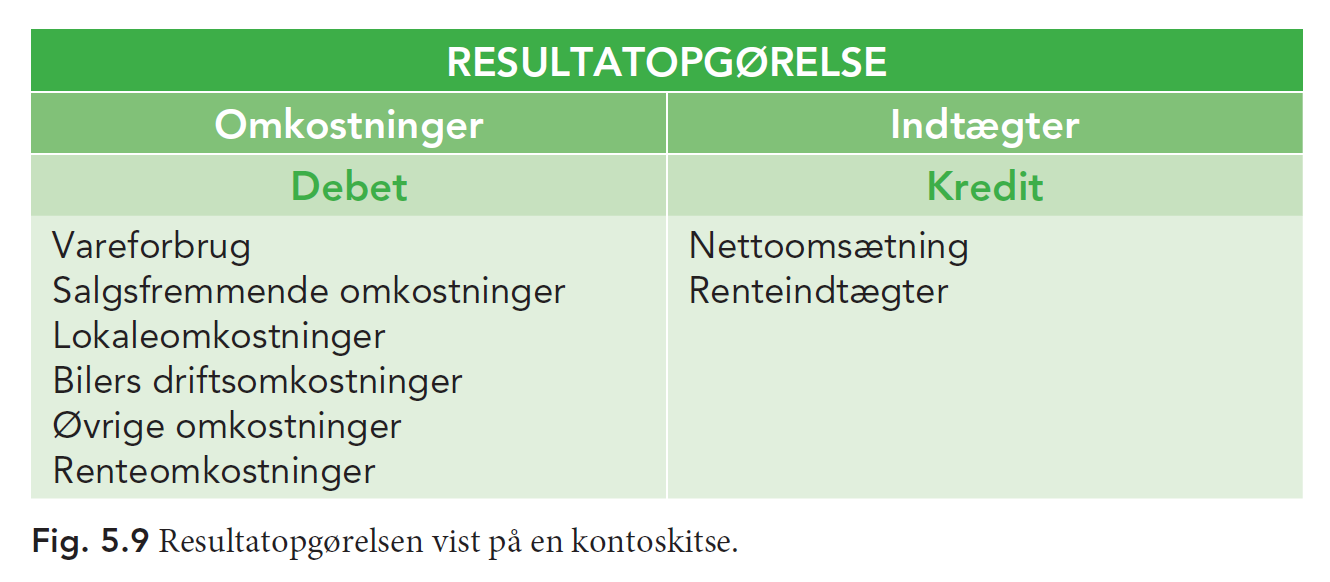 RESULTATOPGØRELSE
Omkostninger
Indtægter
Debet
Kredit
Vareforbrug
Salgsfremmende omkostninger
Lokaleomkostninger
Bilers driftsomkostninger
Øvrige omkostninger
Renteomkostninger
Nettoomsætning
Renteindtægter
Fig. 5.9 Resultatopgørelsen vist på en kontoskitse.